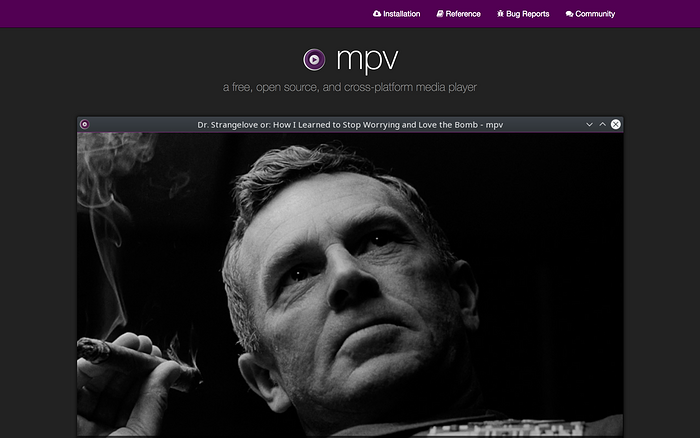 Installation Reference Bug Reports Community
mpv
a free, open source, and cross-platform media player
Dr. Strangelove or: How I Learned to Stop Worrying and Love the Bomb - mpv